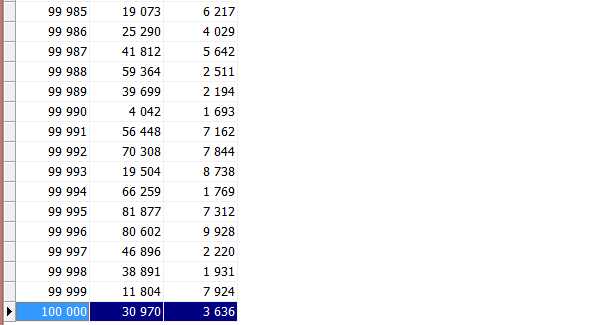 99 985 19 073 6 217
99 986 25 290 4 029
99 987 41 812 5 642
99 988 59 364 2 511
99 989 39 699 2 194
99 990 4 042 1 693
99 991 56 448 7 162
99 992 70 308 7 844
99 993 19 504 8 738
99 994 66 259 1 769
99 995 81 877 7 312
99 996 80 602 9 928
99 997 46 896 2 220
99 998 38 891 1 931
99 999 11 804 7 924
100 000 30 970 3 636